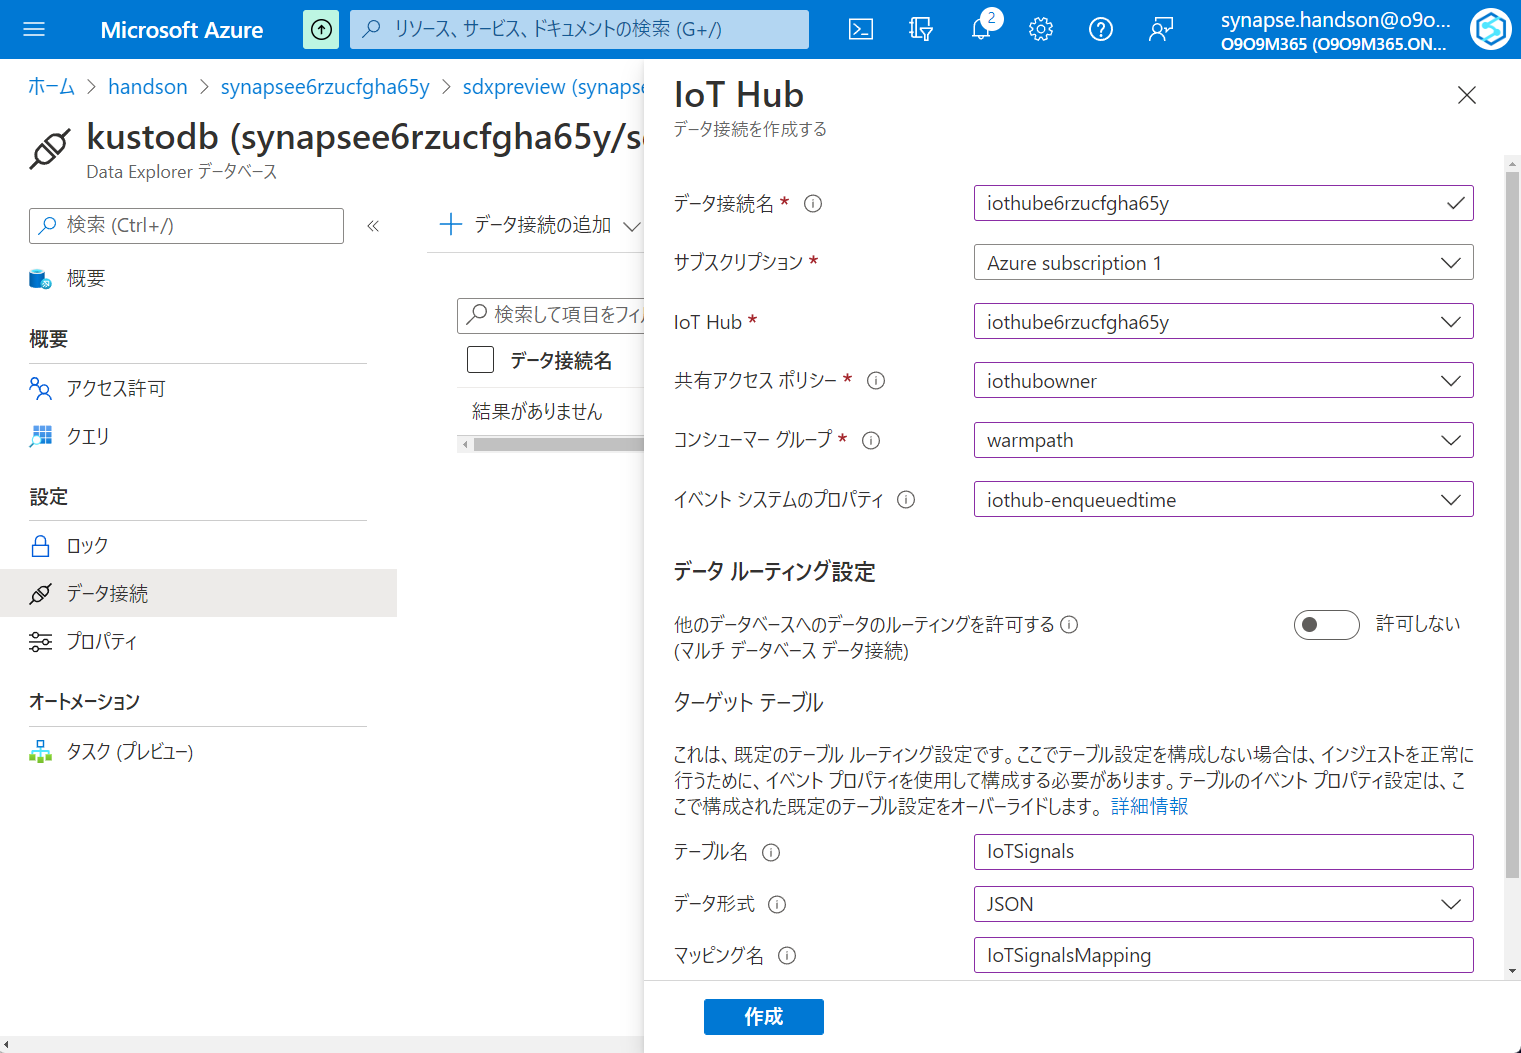 Microsoft Azure
リソース、サービス、ドキュメントの検索 (G+/)
2
synapse.handson@o9o...
O9O9M365 (O9O9M365.ON...
ホーム > handson > synapsee6rzucfgha65y > sdxpreview (synapse
kustodb (synapsee6rzucfgha65y/s
Data Explorer データベース
検索 (Ctrl+/)
«
概要
概要
アクセス許可
クエリ
設定
ロック
データ接続
プロパティ
オートメーション
タスク (プレビュー)
データ接続の追加
検索して項目をフィ
データ接続名
結果がありません
IoT Hub
データ接続を作成する
データ接続名 *
iothube6rzucfgha65y
サブスクリプション *
Azure subscription 1
IoT Hub *
iothube6rzucfgha65y
共有アクセス ポリシー *
iothubowner
コンシューマー グループ *
warmpath
イベント システムのプロパティ
iothub-enqueuedtime
データ ルーティング設定
他のデータベースへのデータのルーティングを許可する
(マルチ データベース データ接続)
許可しない
ターゲット テーブル
これは、既定のテーブル ルーティング設定です。ここでテーブル設定を構成しない場合は、インジェストを正常に
行うために、イベント プロパティを使用して構成する必要があります。テーブルのイベント プロパティ設定は、こ
こで構成された既定のテーブル設定をオーバーライドします。 詳細情報
テーブル名
IoTSignals
データ形式
JSON
マッピング名
IoTSignalsMapping
作成